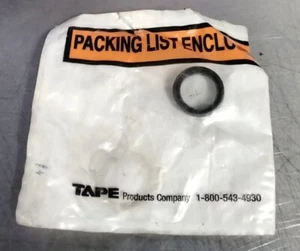 PACKING LIST ENCLO
TAPE Products Company 1-800-543-4930